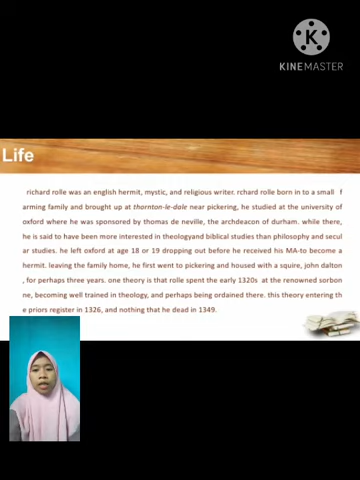 KINEMASTER
Life
richard rolle was an english hermit, mystic, and religious writer. rchard rolle born in to a small f
arming family and brought up at thornton-le-dale near pickering, he studied at the university of
oxford where he was sponsored by thomas de neville, the archdeacon of durham. while there,
he is said to have been more interested in theologyand biblical studies than philosophy and secul
ar studies. he left oxford at age 18 or 19 dropping out before he received his MA-to become a
hermit. leaving the family home, he first went to pickering and housed with a squire, john dalton
, for perhaps three years. one theory is that rolle spent the early 1320s at the renowned sorbon
ne, becoming well trained in theology, and perhaps being ordained there. this theory entering th
e priors register in 1326, and nothing that he dead in 1349.